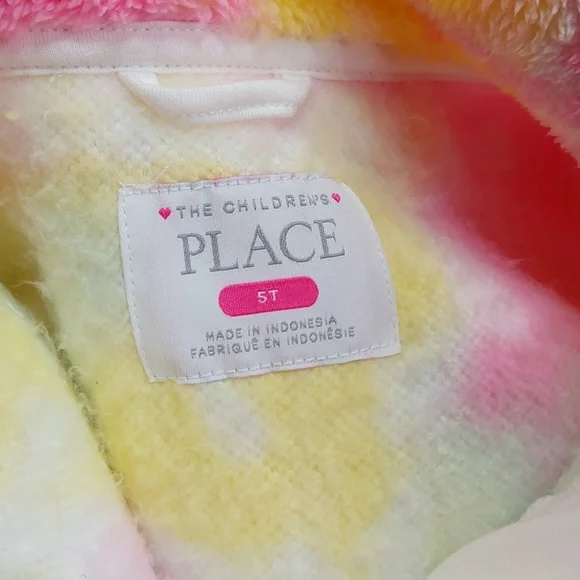 THE CHILDREN'S
PLACE
5T
MADE IN INDONESIA
FABRIQUÉ EN INDONÉSIE